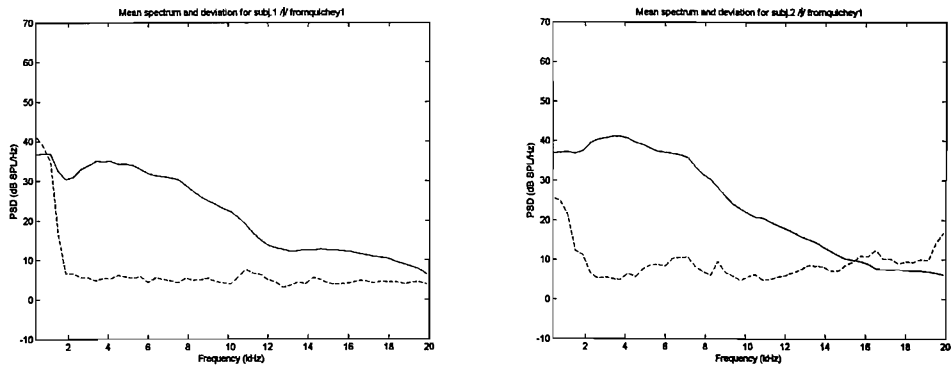 Mean spectrum and deviation for subj.1 /i/ fromquichey1
70
60
50
40
30
20
10
0
-10
PSD (dB SPL/Hz)
2 4 6 8 10 12 14 16 18 20
Frequency (kHz)
Mean spectrum and deviation for subj.2 fromquichey1
70
60
50
40
30
20
10
0
-10
PSD (dB SPL/Hz)
2 4 6 8 10 12 14 16 18 20
Frequency (kHz)